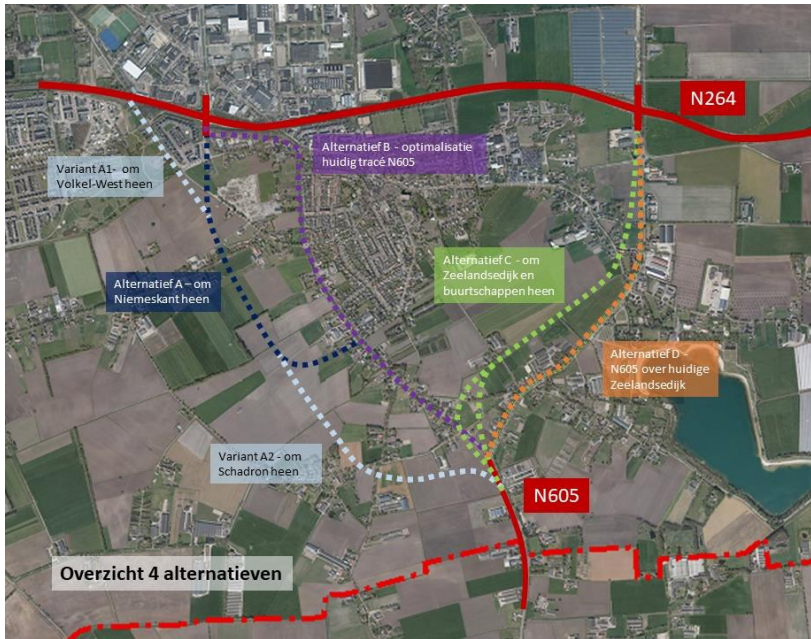 N264
Alternatief B - optimalisatie
huidig tracé N605
Variant A1- om
Volkel-West heen
Alternatief C - om
Zeelandsedijk en
buurtschappen heen
Alternatief A – om
Niemeskant heen
Alternatief D -
N605 over huidige
Zeelandsedijk
Variant A2 - om
Schadron heen
N605
Overzicht 4 alternatieven